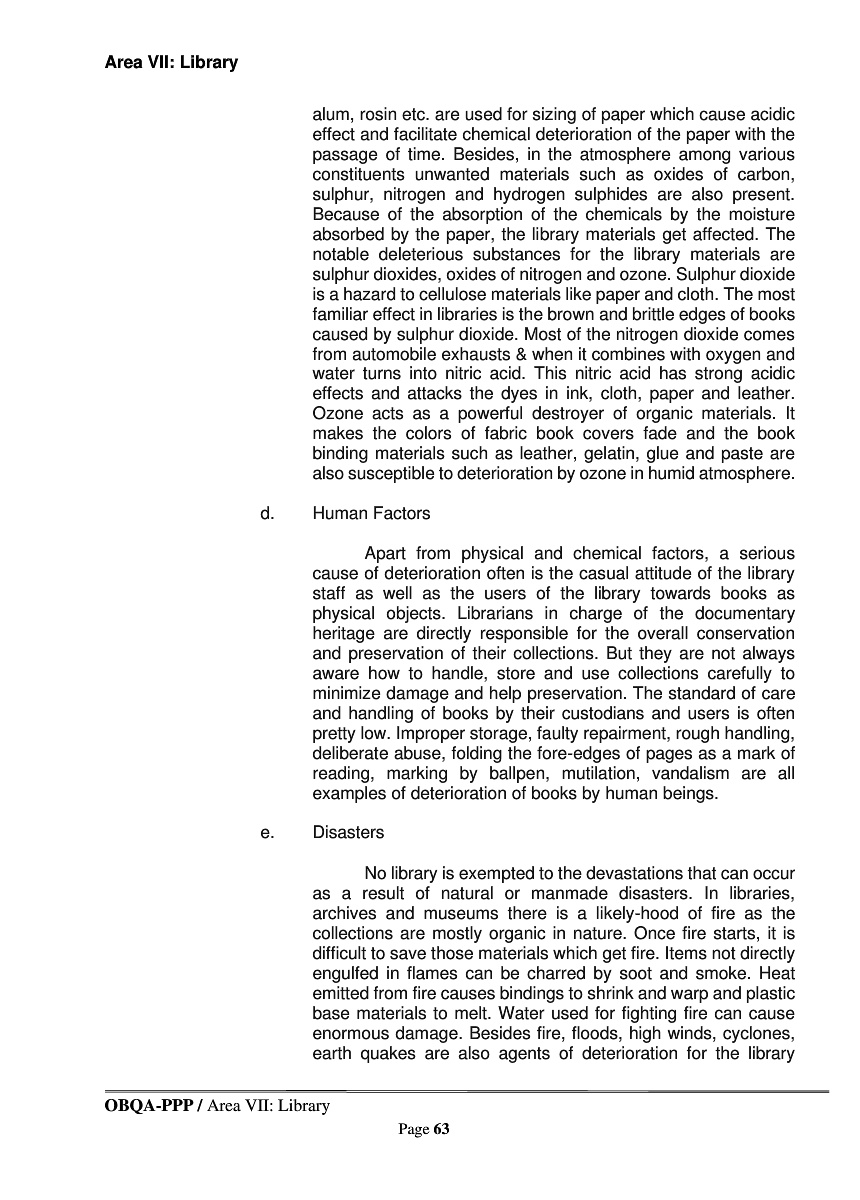 Area VII: Library
alum, rosin etc. are used for sizing of paper which cause acidic
effect and facilitate chemical deterioration of the paper with the
passage of time. Besides, in the atmosphere among various
constituents unwanted materials such as oxides of carbon,
sulphur, nitrogen and hydrogen sulphides are also present.
Because of the absorption of the chemicals by the moisture
absorbed by the paper, the library materials get affected. The
notable deleterious substances for the library materials are
sulphur dioxides, oxides of nitrogen and ozone. Sulphur dioxide
is a hazard to cellulose materials like paper and cloth. The most
familiar effect in libraries is the brown and brittle edges of books
caused by sulphur dioxide. Most of the nitrogen dioxide comes
from automobile exhausts & when it combines with oxygen and
water turns into nitric acid. This nitric acid has strong acidic
effects and attacks the dyes in ink, cloth, paper and leather.
Ozone acts as a powerful destroyer of organic materials. It
makes the colors of fabric book covers fade and the book
binding materials such as leather, gelatin, glue and paste are
also susceptible to deterioration by ozone in humid atmosphere.
d. Human Factors
Apart from physical and chemical factors, a serious
cause of deterioration often is the casual attitude of the library
staff as well as the users of the library towards books as
physical objects. Librarians in charge of the documentary
heritage are directly responsible for the overall conservation
and preservation of their collections. But they are not always
aware how to handle, store and use collections carefully to
minimize damage and help preservation. The standard of care
and handling of books by their custodians and users is often
pretty low. Improper storage, faulty repairment, rough handling,
deliberate abuse, folding the fore-edges of pages as a mark of
reading, marking by ballpen, mutilation, vandalism are all
examples of deterioration of books by human beings.
e. Disasters
No library is exempted to the devastations that can occur
as a result of natural or manmade disasters. In libraries,
archives and museums there is a likely-hood of fire as the
collections are mostly organic in nature. Once fire starts, it is
difficult to save those materials which get fire. Items not directly
engulfed in flames can be charred by soot and smoke. Heat
emitted from fire causes bindings to shrink and warp and plastic
base materials to melt. Water used for fighting fire can cause
enormous damage. Besides fire, floods, high winds, cyclones,
earth quakes are also agents of deterioration for the library
OBQA-PPP / Area VII: Library
Page 63